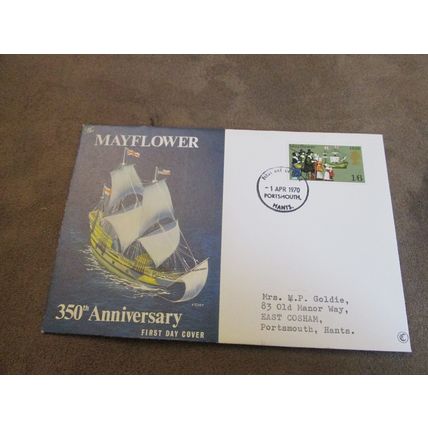 The
MAYFLOWER
350th Anniversary
FIRST DAY COVER
1/6
- 1 APR 1970
PORTSMOUTH,
HANTS.
Mrs. M.P. Goldie,
83 Old Manor Way,
EAST COSHAM,
Portsmouth, Hants.
©